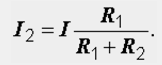 I₂ = I R₁ / (R₁ + R₂).